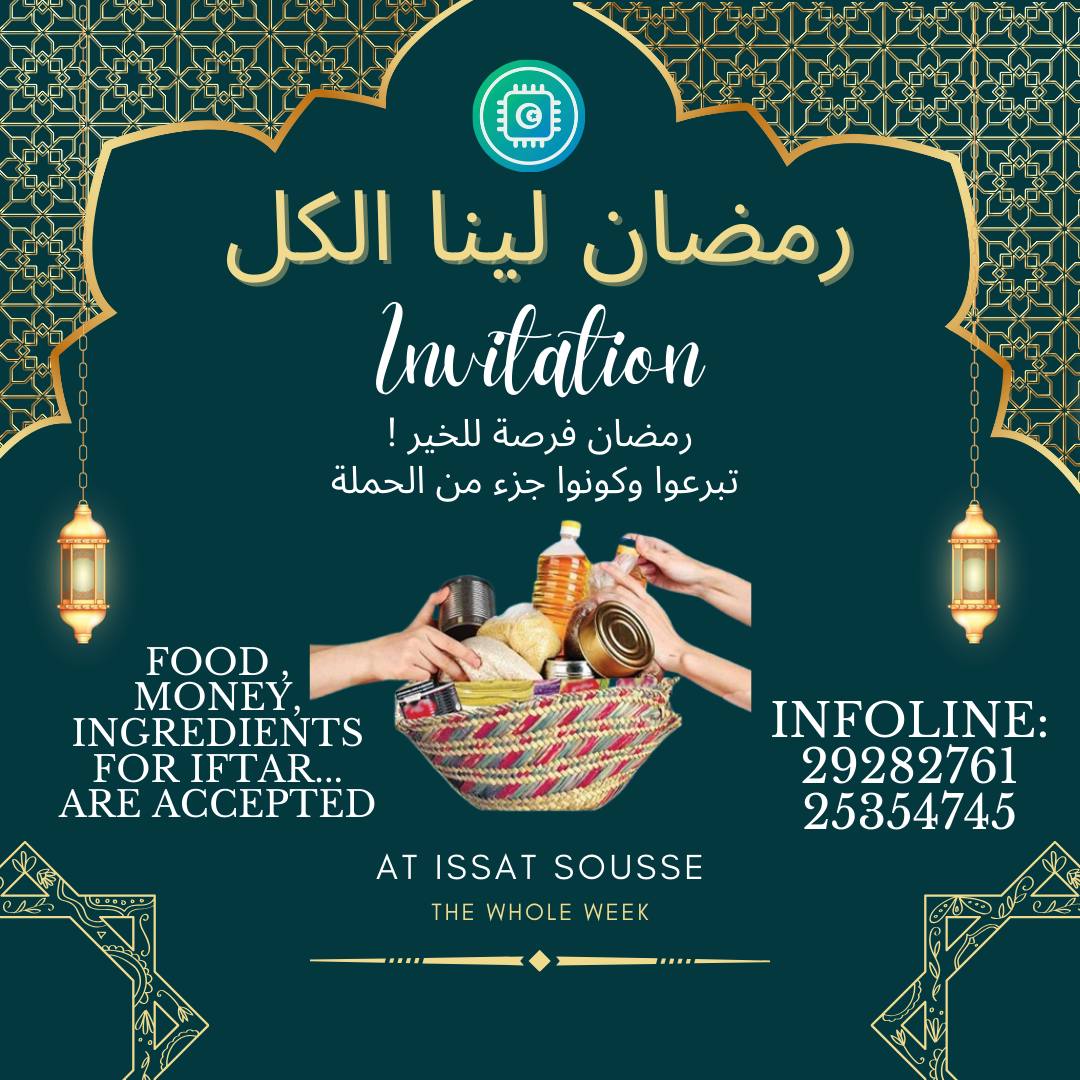 رمضان لينا الكل
Invitation
رمضان فرصة للخير !
تبرعوا وكونوا جزء من الحملة
FOOD ,
MONEY,
INGREDIENTS
FOR IFTAR...
ARE ACCEPTED
INFOLINE:
29282761
25354745
AT ISSAT SOUSSE
THE WHOLE WEEK